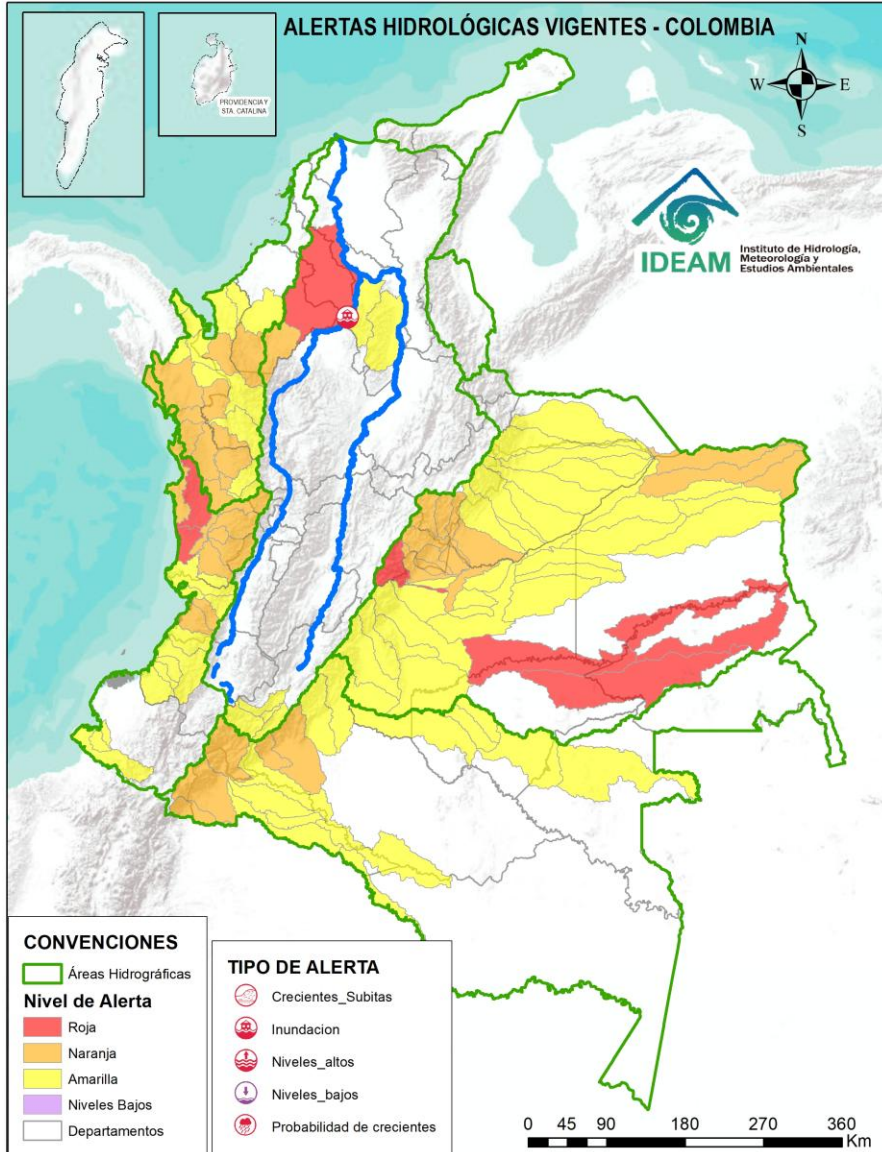 ALERTAS HIDROLÓGICAS VIGENTES - COLOMBIA
PROVIDENCIA Y
STA. CATALINA
N
W
E
S
IDEAM
Instituto de Hidrología,
Meteorología y
Estudios Ambientales
CONVENCIONES
Áreas Hidrográficas
Nivel de Alerta
Roja
Naranja
Amarilla
Niveles Bajos
Departamentos
TIPO DE ALERTA
Crecientes_Subitas
Inundacion
Niveles_altos
Niveles_bajos
Probabilidad de crecientes
0 45 90 180 270 360
Km